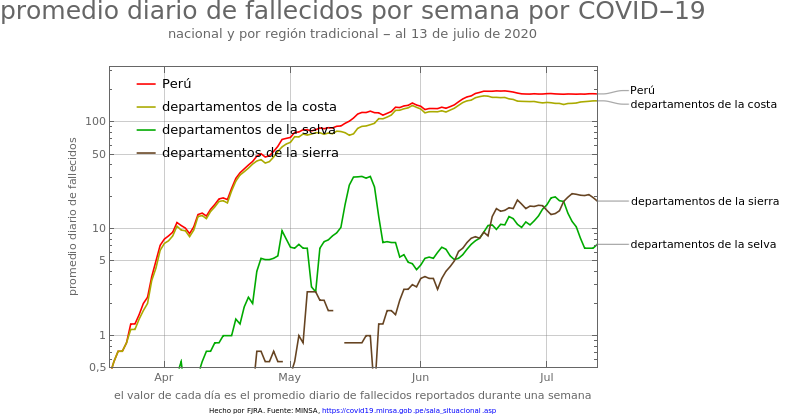 promedio diario de fallecidos por semana por COVID−19
nacional y por región tradicional − al 13 de julio de 2020
promedio diario de fallecidos
100
50
10
5
1
0,5
Perú
departamentos de la costa
departamentos de la selva
departamentos de la sierra
Perú
departamentos de la costa
departamentos de la sierra
departamentos de la selva
Apr May Jun Jul
el valor de cada día es el promedio diario de fallecidos reportados durante una semana
Hecho por FJRA. Fuente: MINSA, https://covid19.minsa.gob.pe/sala_situacional.asp